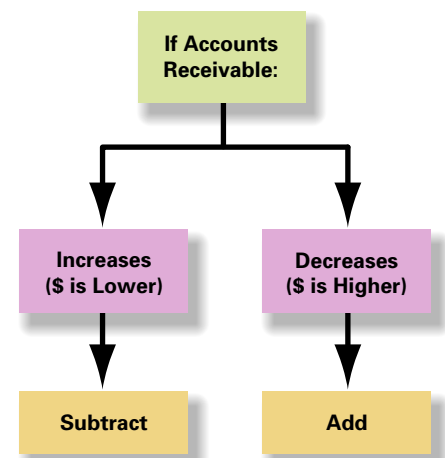 If Accounts
Receivable:
Increases
($ is Lower)
Decreases
($ is Higher)
Subtract
Add